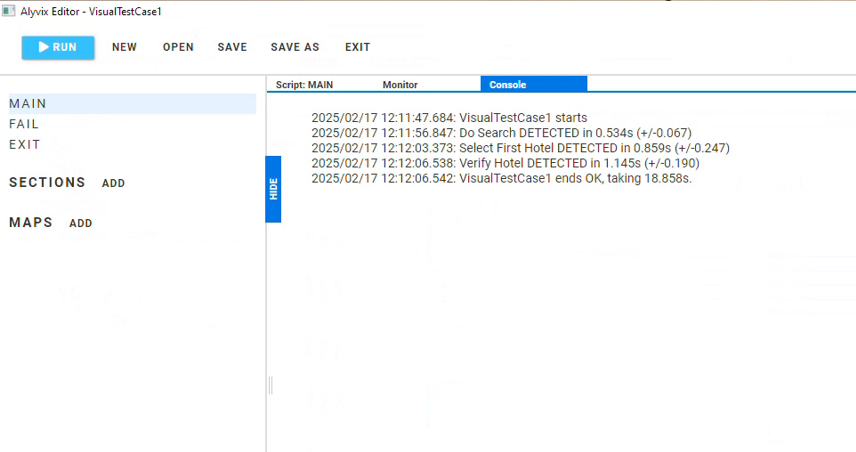 Alyvix Editor - VisualTestCase1
RUN NEW OPEN SAVE SAVE AS EXIT
Script: MAIN Monitor Console
MAIN
FAIL
EXIT
SECTIONS ADD
MAPS ADD
HIDE
2025/02/17 12:11:47.684: VisualTestCase1 starts
2025/02/17 12:11:56.847: Do Search DETECTED in 0.534s (+/-0.067)
2025/02/17 12:12:03.373: Select First Hotel DETECTED in 0.859s (+/-0.247)
2025/02/17 12:12:06.538: Verify Hotel DETECTED in 1.145s (+/-0.190)
2025/02/17 12:12:06.542: VisualTestCase1 ends OK, taking 18.858s.